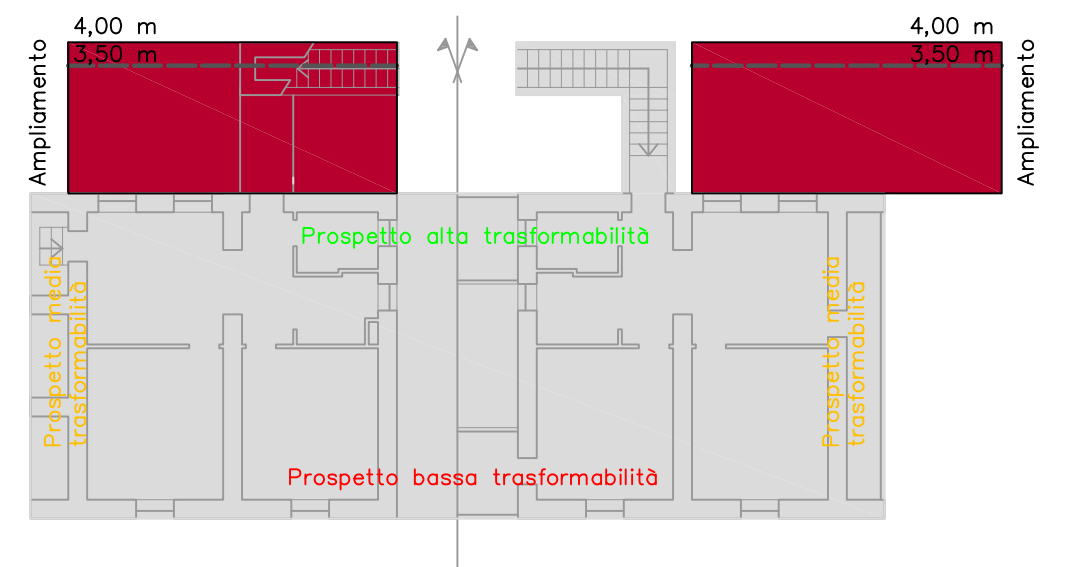 4,00 m
3,50 m
Ampliamento
4,00 m
3,50 m
Ampliamento
Prospetto alta trasformabilità
Prospetto media
trasformabilità
Prospetto media
trasformabilità
Prospetto bassa trasformabilità